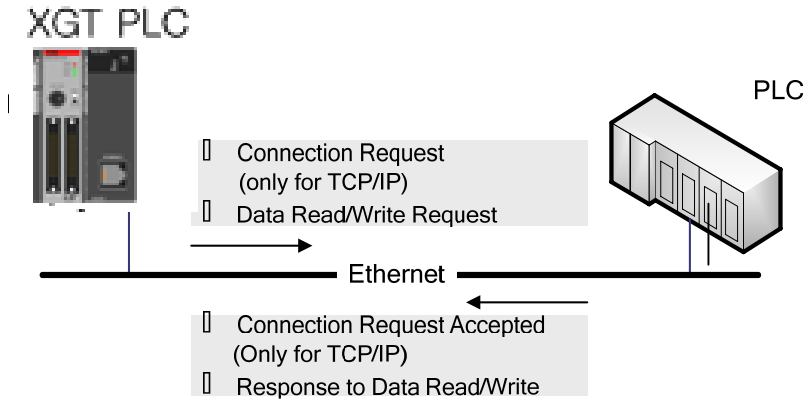 XGT PLC
PLC
Connection Request
(only for TCP/IP)
Data Read/Write Request
Ethernet
Connection Request Accepted
(Only for TCP/IP)
Response to Data Read/Write